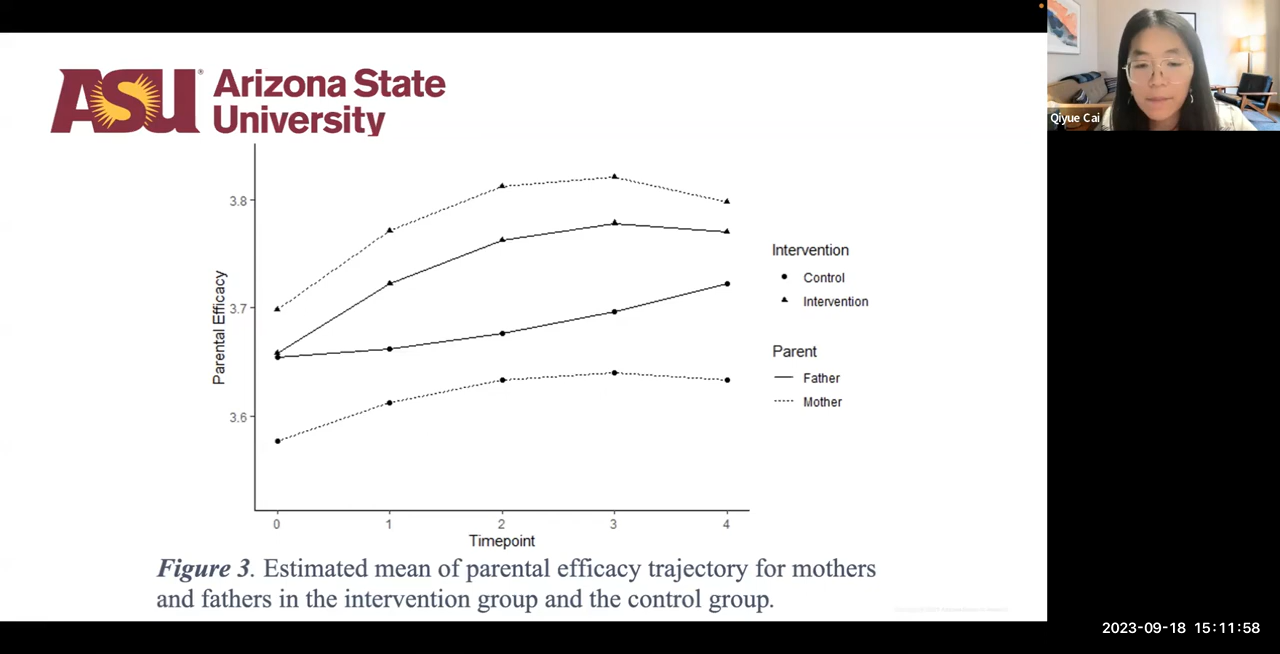 ASU® Arizona State
University
Qiyue Cai
3.8
3.7
3.6
Parental Efficacy
0 1 2 3 4
Timepoint
Intervention
Control
Intervention
Parent
Father
Mother
Figure 3. Estimated mean of parental efficacy trajectory for mothers
and fathers in the intervention group and the control group.
2023-09-18 15:11:58